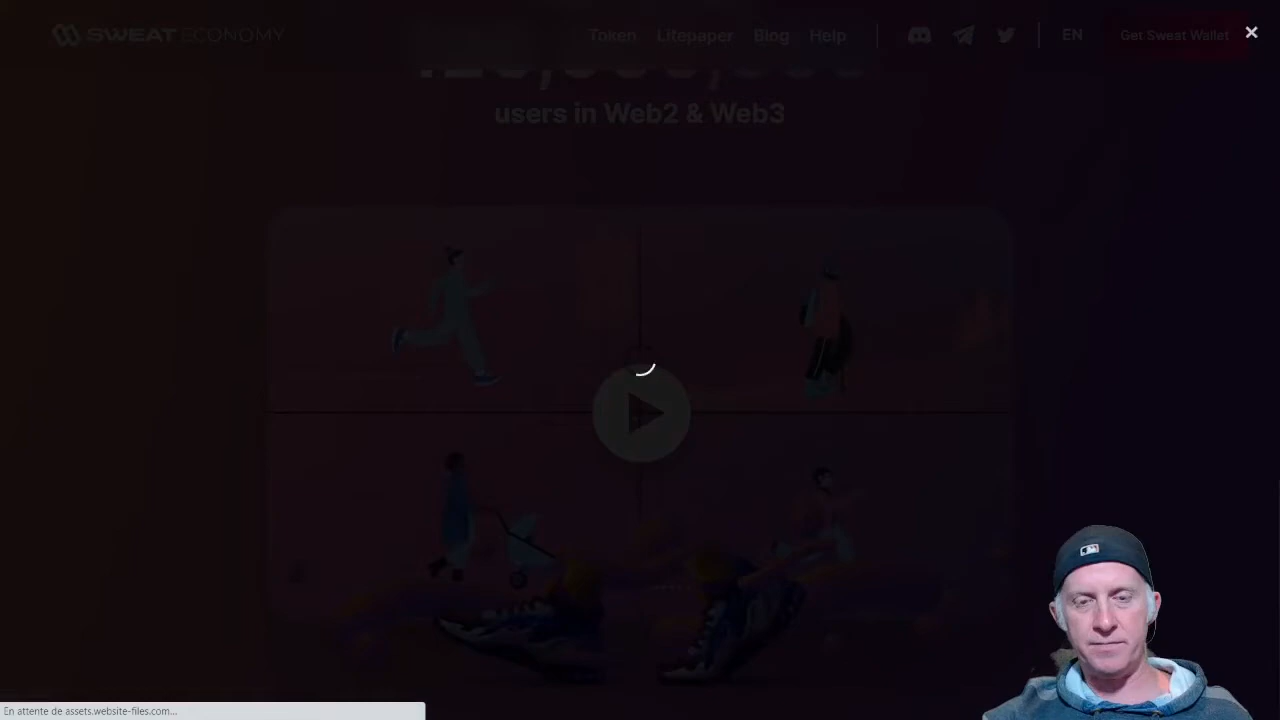 SWEAT ECONOMY
Token
Litepaper
Blog
Help
EN
Get Sweat Wallet
users in Web2 & Web3
En attente de assets.website-files.com...